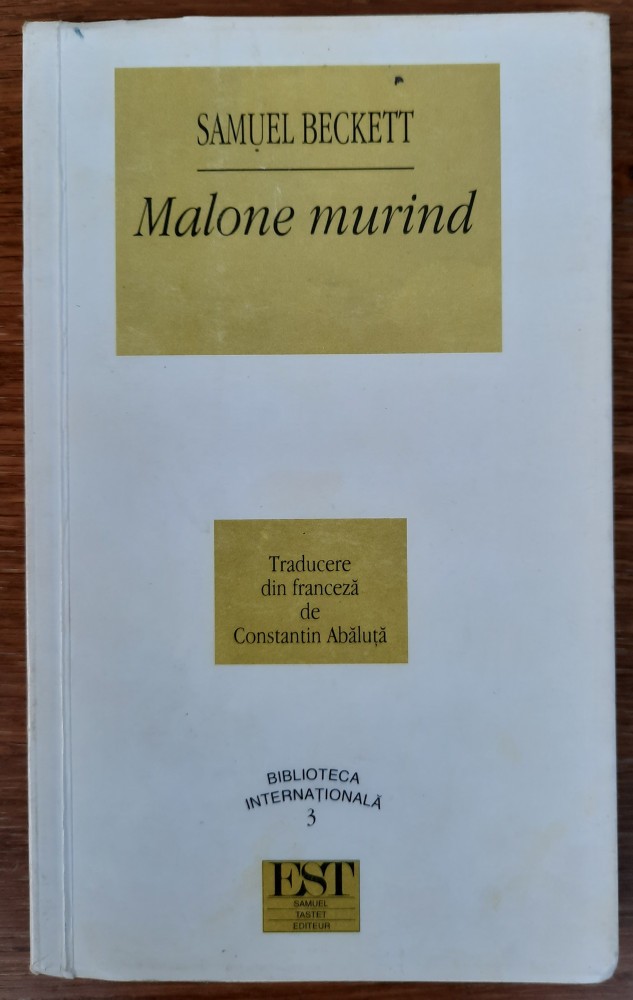 SAMUEL BECKETT
Malone murind
Traducere
din franceză
de
Constantin Abăluță
BIBLIOTECA
INTERNAȚIONALĂ
3
EST
SAMUEL
TASTET
EDITEUR